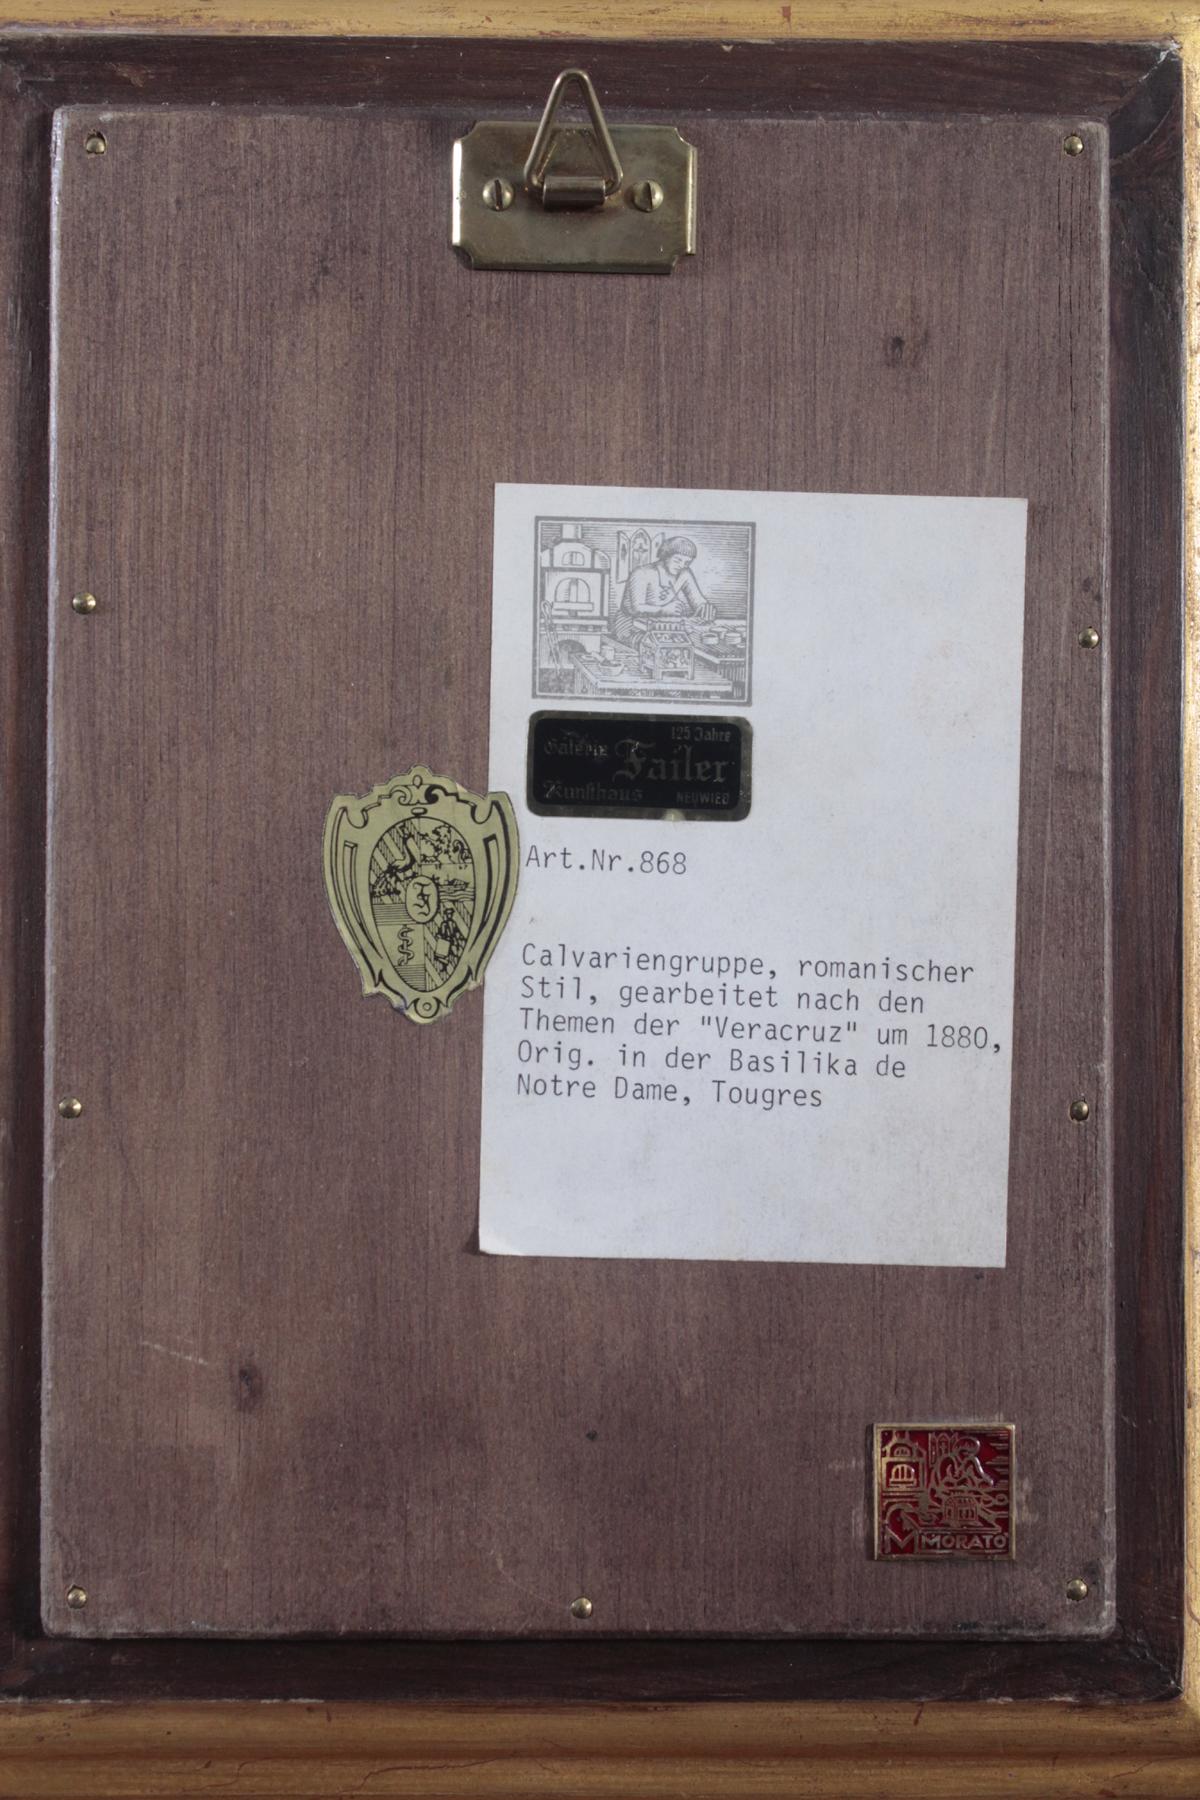 125 Jahre
Galerie Failer
Kunsthaus NEUWIED
Art.Nr.868
Calvariengruppe, romanischer
Stil, gearbeitet nach den
Themen der "Veracruz" um 1880,
Orig. in der Basilika de
Notre Dame, Tougres
F
MORATO